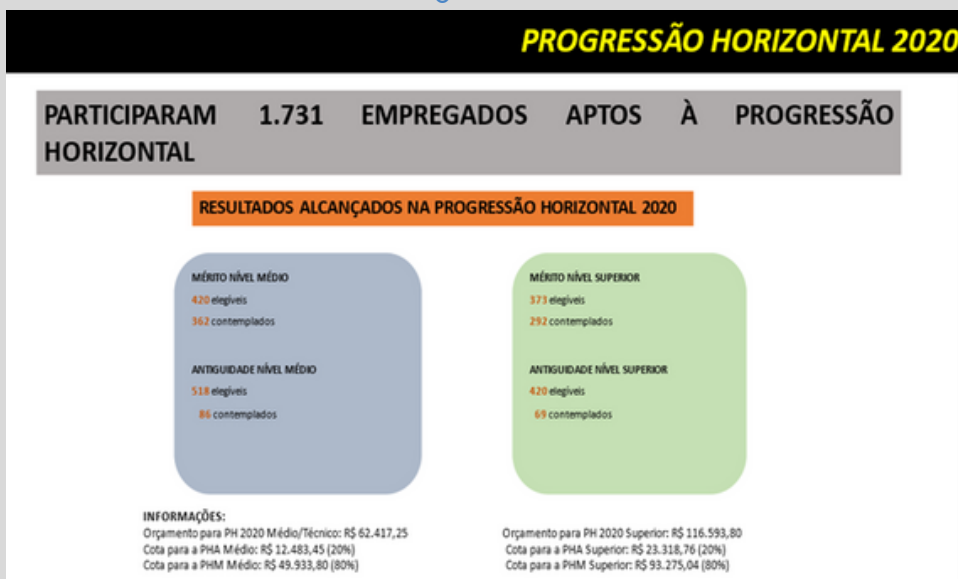 PROGRESSÃO HORIZONTAL 2020
PARTICIPARAM 1.731 EMPREGADOS APTOS À PROGRESSÃO
HORIZONTAL
RESULTADOS ALCANÇADOS NA PROGRESSÃO HORIZONTAL 2020
MÉRITO NÍVEL MÉDIO
420 elegíveis
362 contemplados
ANTIGUIDADE NÍVEL MÉDIO
518 elegíveis
86 contemplados
MÉRITO NÍVEL SUPERIOR
373 elegíveis
292 contemplados
ANTIGUIDADE NÍVEL SUPERIOR
420 elegíveis
69 contemplados
INFORMAÇÕES:
Orçamento para PH 2020 Médio/Técnico: R$ 62.417,25
Cota para a PHA Médio: R$ 12.483,45 (20%)
Cota para a PHM Médio: R$ 49.933,80 (80%)
Orçamento para PH 2020 Superior: R$ 116.593,80
Cota para a PHA Superior: R$ 23.318,76 (20%)
Cota para a PHM Superior: R$ 93.275,04 (80%)